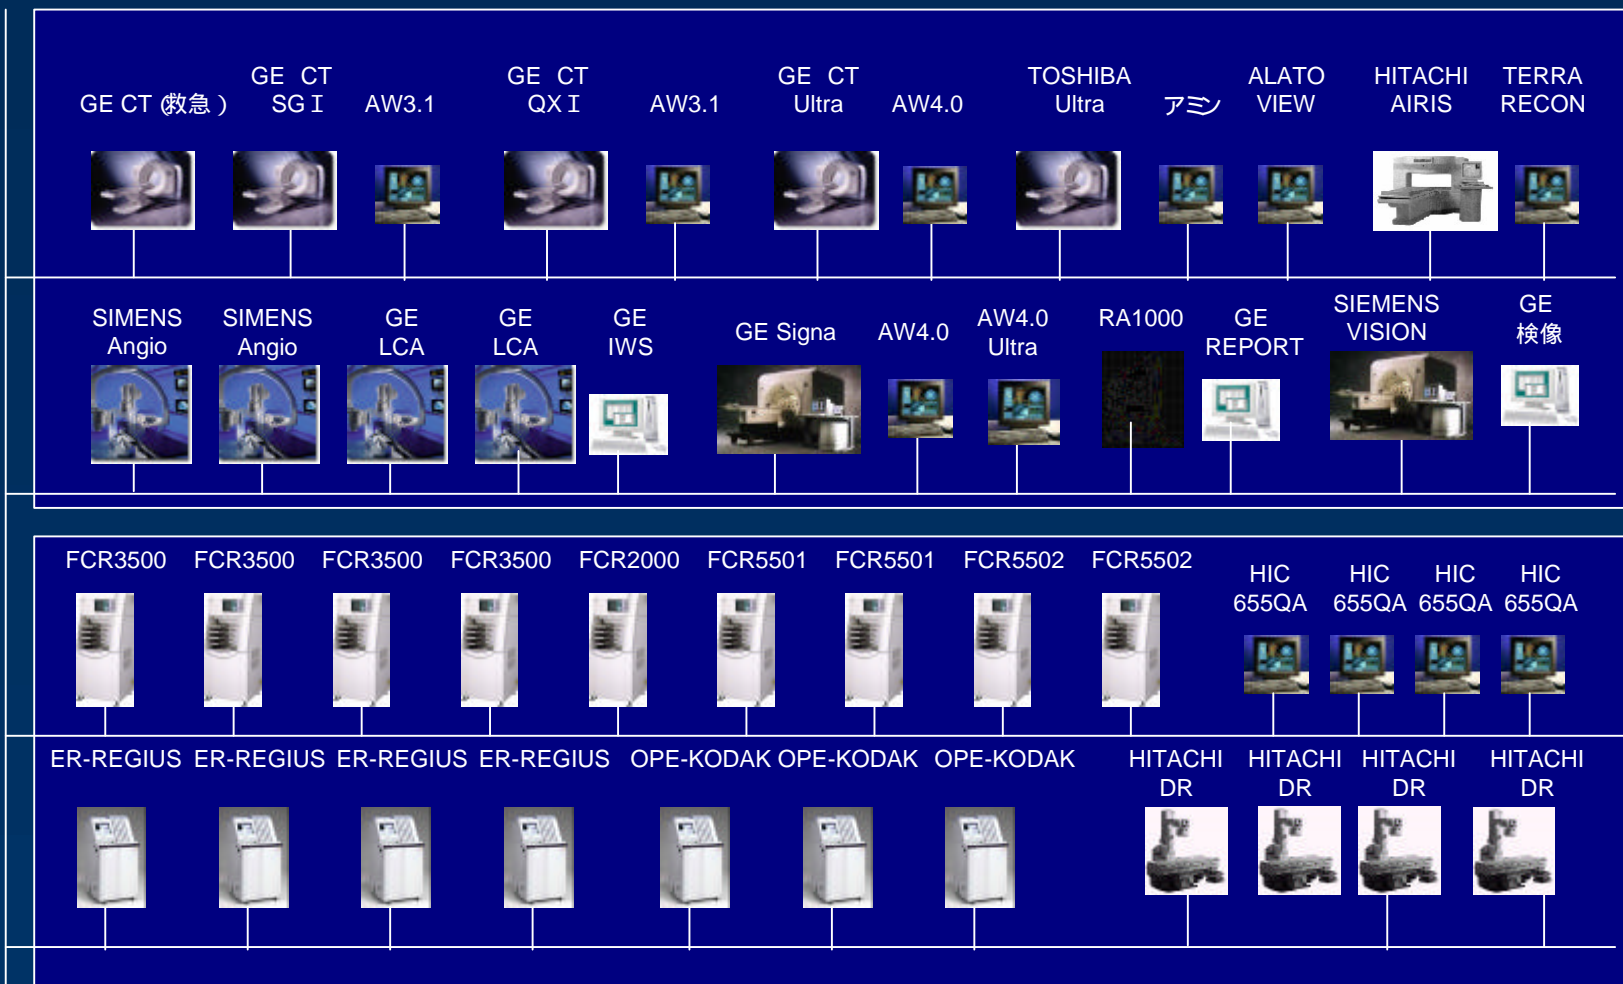 GE CT (救急)
GE CT
SG I
AW3.1
GE CT
QX I
AW3.1
GE CT
Ultra
AW4.0
TOSHIBA
Ultra
アミン
ALATO
VIEW
HITACHI
AIRIS
TERRA
RECON
SIMENS
Angio
SIMENS
Angio
GE
LCA
GE
LCA
GE
IWS
GE Signa
AW4.0
AW4.0
Ultra
RA1000
GE
REPORT
SIEMENS
VISION
GE
検像
FCR3500
FCR3500
FCR3500
FCR3500
FCR2000
FCR5501
FCR5501
FCR5502
FCR5502
HIC
655QA
HIC
655QA
HIC
655QA
HIC
655QA
ER-REGIUS
ER-REGIUS
ER-REGIUS
ER-REGIUS
OPE-KODAK
OPE-KODAK
OPE-KODAK
HITACHI
DR
HITACHI
DR
HITACHI
DR
HITACHI
DR